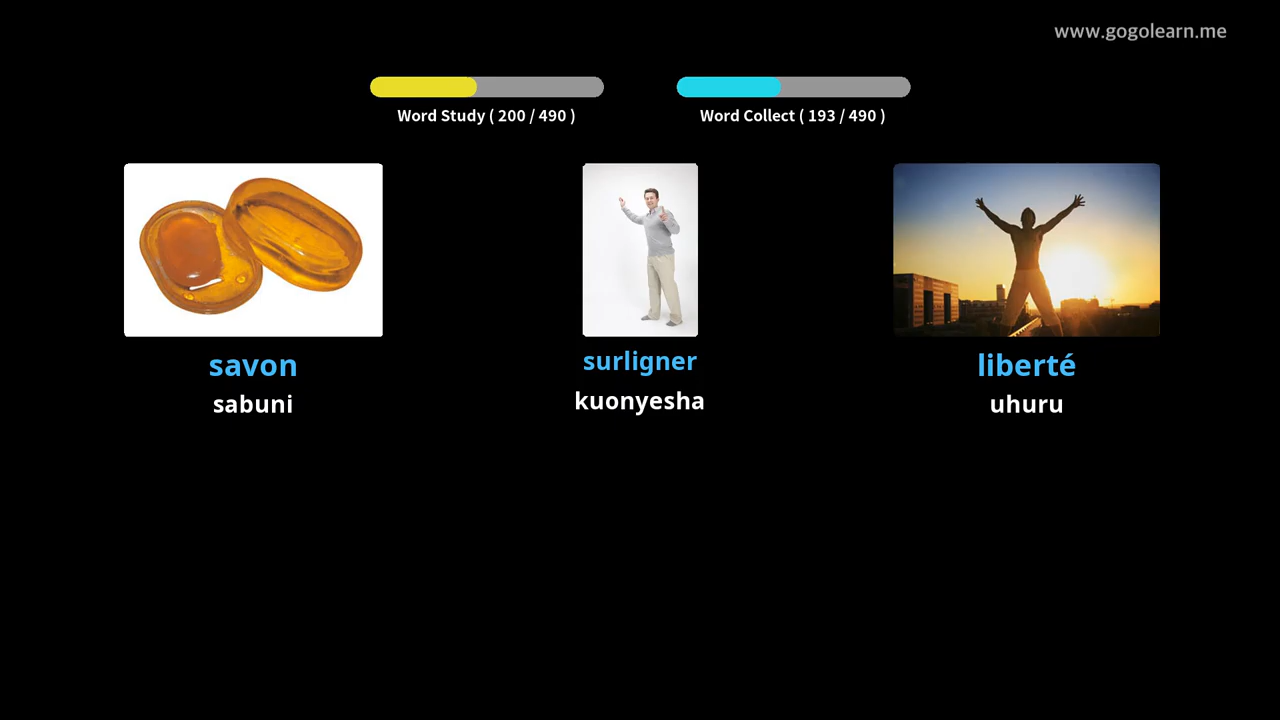 www.gogolearn.me
Word Study ( 200 / 490 )
Word Collect ( 193 / 490 )
savon
sabuni
surligner
kuonyesha
liberté
uhuru